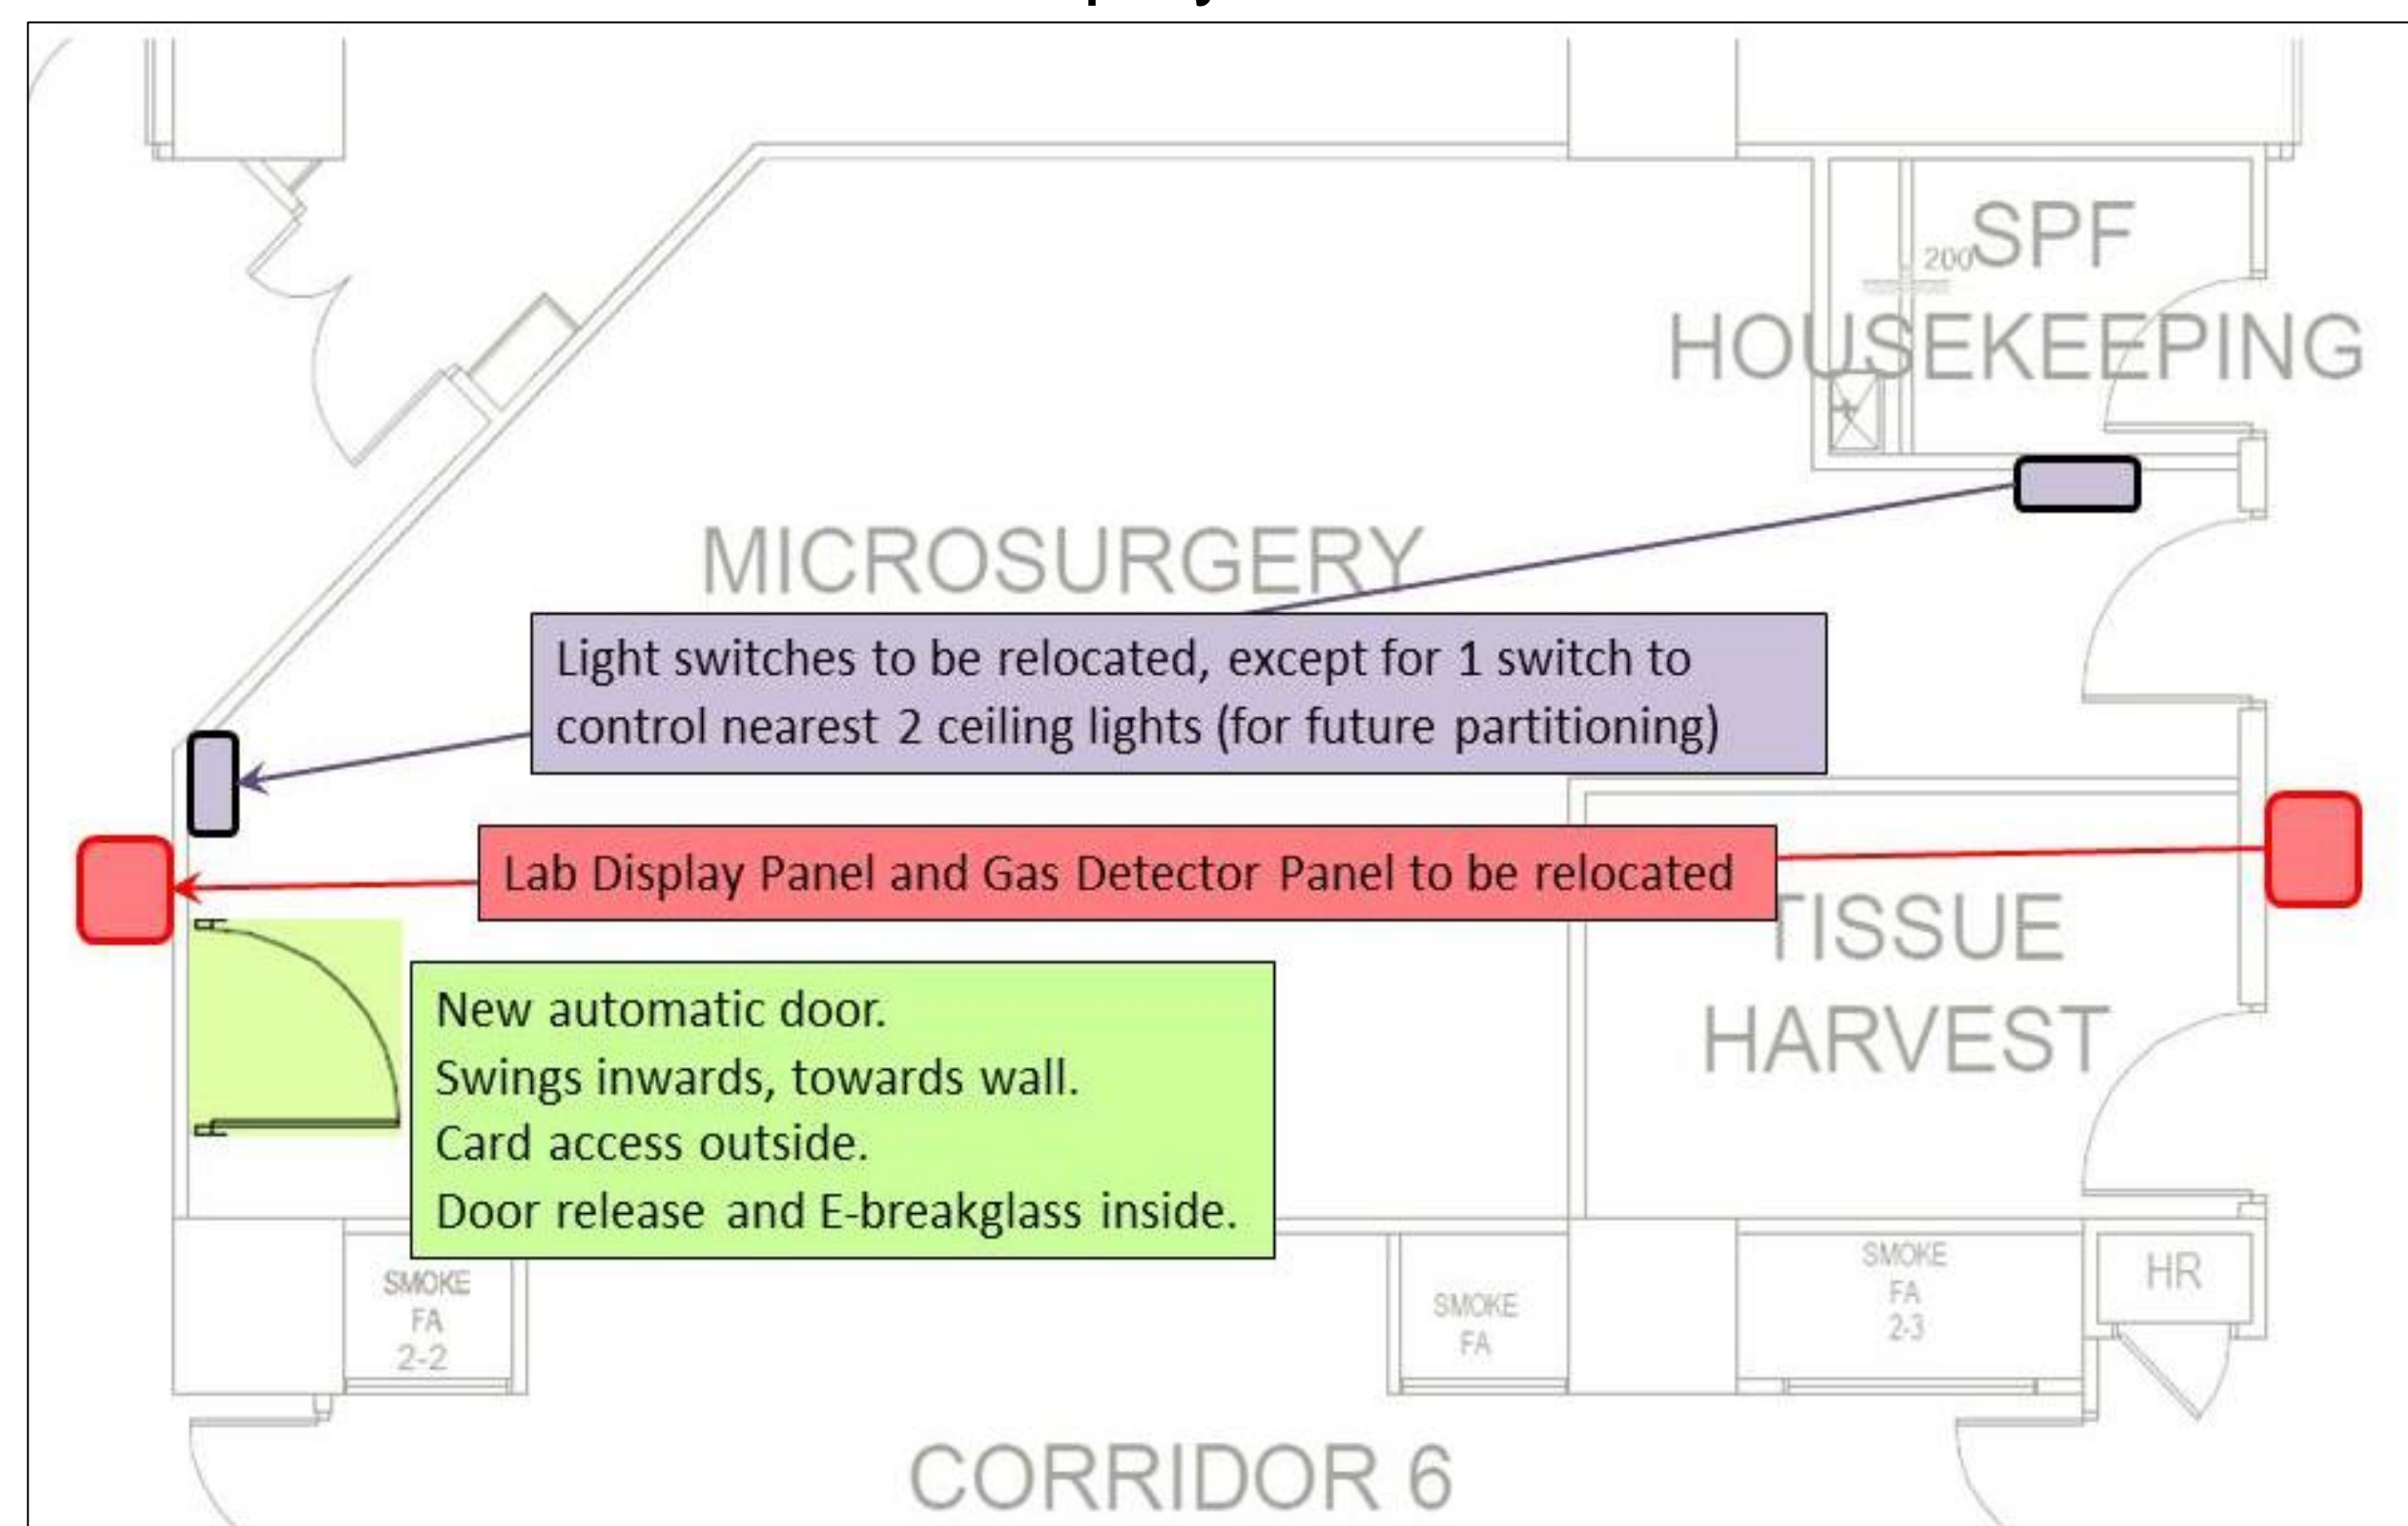 SPF
200
HOUSEKEEPING
MICROSURGERY
Light switches to be relocated, except for 1 switch to
control nearest 2 ceiling lights (for future partitioning)
Lab Display Panel and Gas Detector Panel to be relocated
TISSUE
HARVEST
New automatic door.
Swings inwards, towards wall.
Card access outside.
Door release and E-breakglass inside.
SMOKE
FA
2-2
SMOKE
FA
SMOKE
FA
2-3
HR
CORRIDOR 6